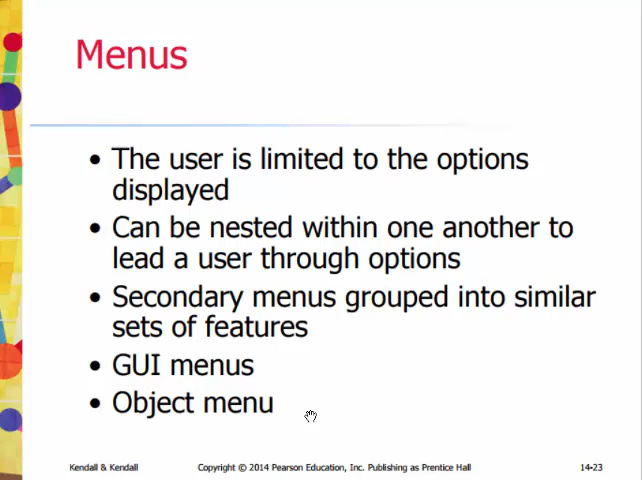 Menus
• The user is limited to the options
displayed
• Can be nested within one another to
lead a user through options
• Secondary menus grouped into similar
sets of features
• GUI menus
• Object menu
Kendall & Kendall
Copyright © 2014 Pearson Education, Inc. Publishing as Prentice Hall
14-23